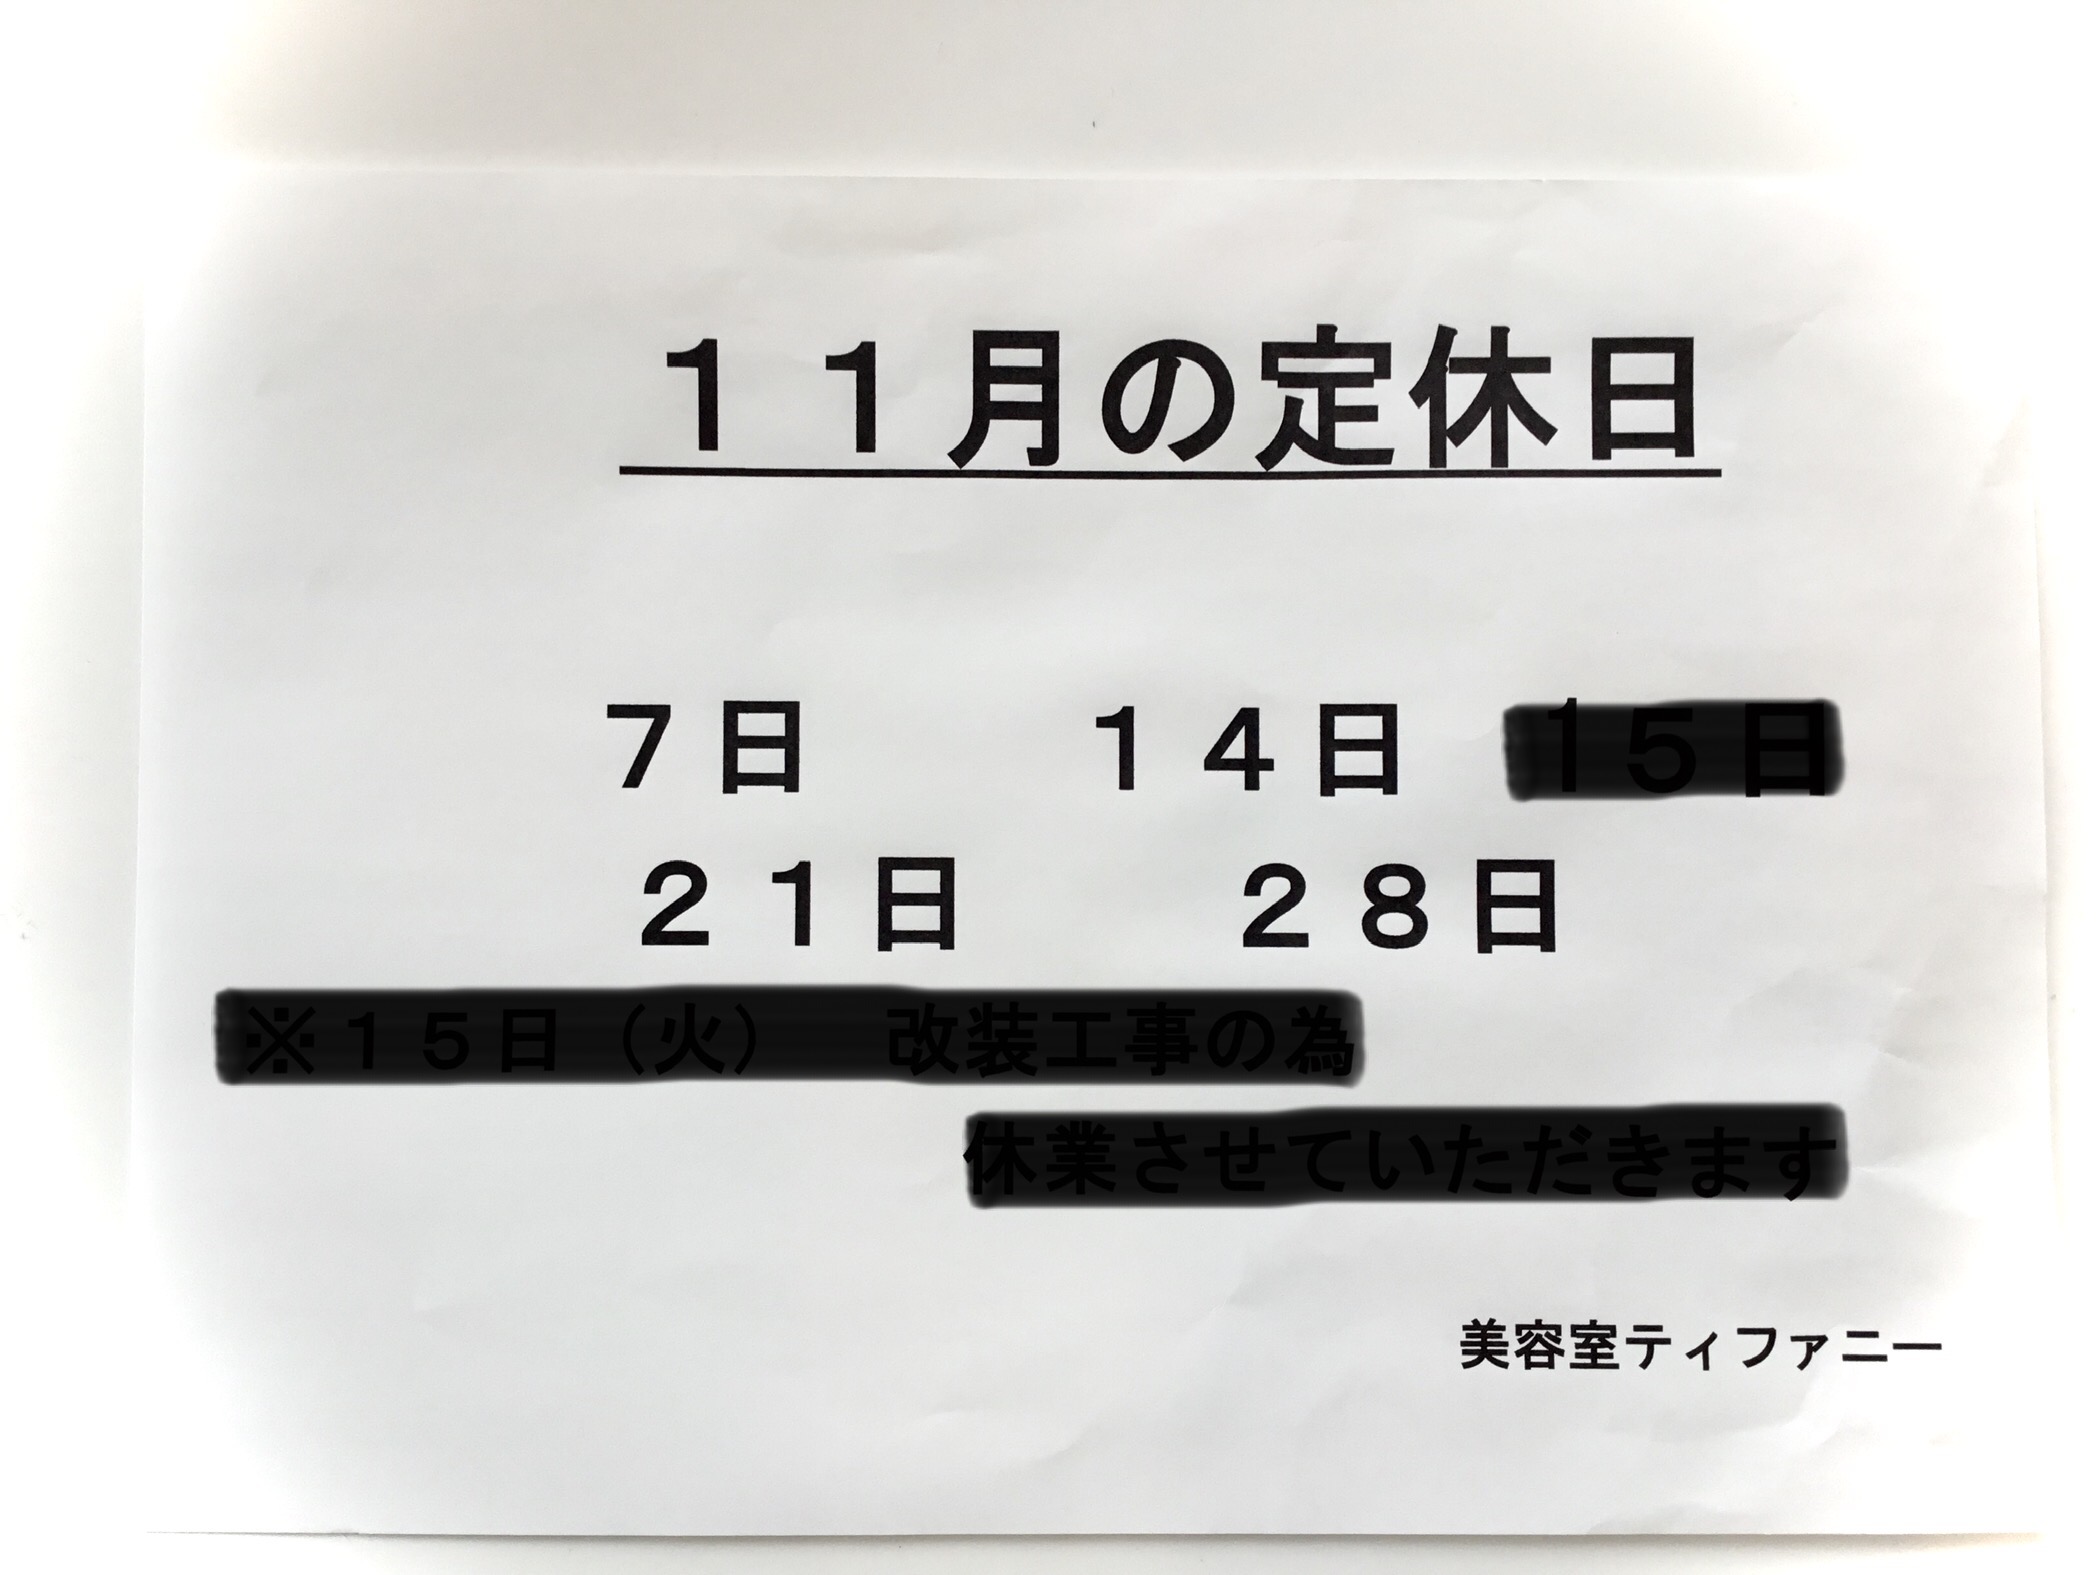 １１月の定休日
７日　１４日　１５日
２１日　２８日
※１５日（火）　改装工事の為
休業させていただきます
美容室ティファニー